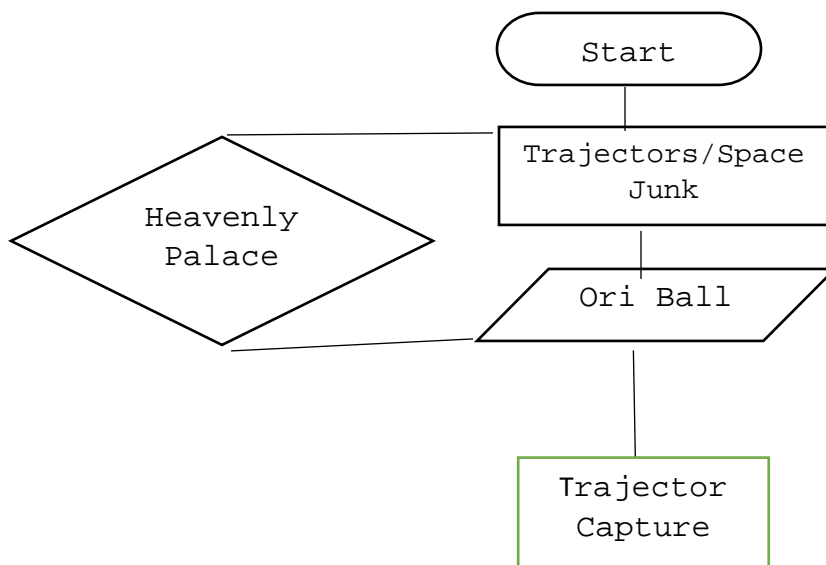 Start
Trajectors/Space
Junk
Heavenly
Palace
Ori Ball
Trajector
Capture